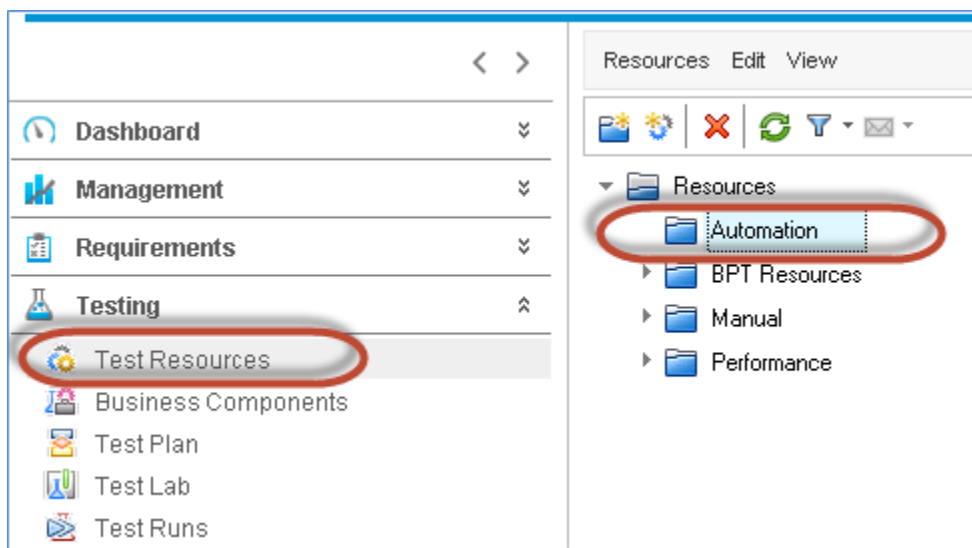 Dashboard
Management
Requirements
Testing
Test Resources
Business Components
Test Plan
Test Lab
Test Runs
Resources Edit View
Resources
Automation
BPT Resources
Manual
Performance